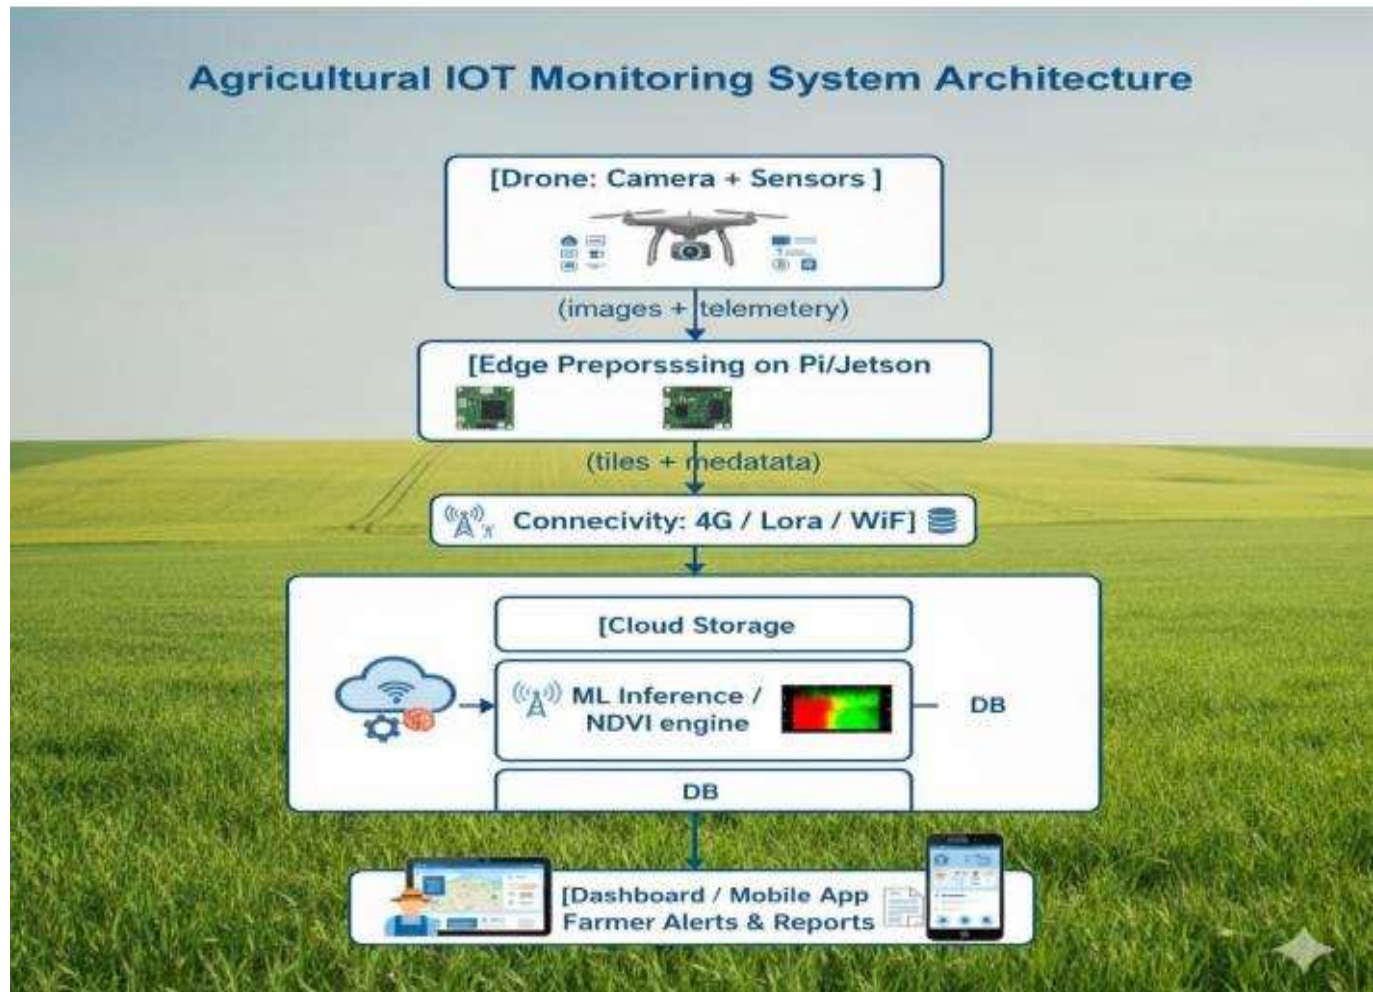 Agricultural IOT Monitoring System Architecture
[Drone: Camera + Sensors ]
(images + telemetery)
[Edge Preporsssing on Pi/Jetson
(tiles + medatata)
Connecivity: 4G / Lora / WiF]
[Cloud Storage
ML Inference /
NDVI engine
DB
DB
[Dashboard / Mobile App
Farmer Alerts & Reports